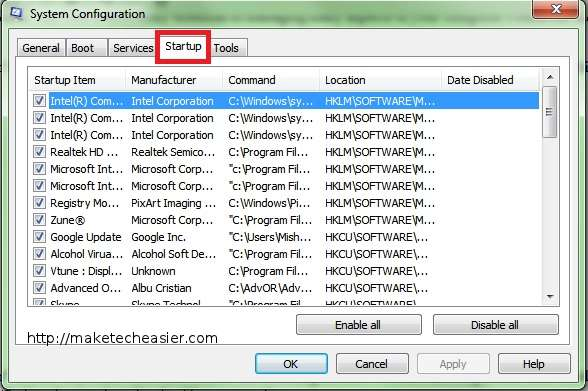 System Configuration
General Boot Services Startup Tools
Startup Item Manufacturer Command Location Date Disabled
Intel(R) Com... Intel Corporation C:\Windows\sy... HKLM\SOFTWARE\M...
Intel(R) Com... Intel Corporation C:\Windows\sy... HKLM\SOFTWARE\M...
Intel(R) Com... Intel Corporation C:\Windows\sy... HKLM\SOFTWARE\M...
Realtek HD ... Realtek Semico... C:\Program Fil... HKLM\SOFTWARE\M...
Microsoft Int... Microsoft Corp... "c:\Program Fil... HKLM\SOFTWARE\M...
Microsoft Int... Microsoft Corp... "C:\Program Fil... HKLM\SOFTWARE\M...
Registry Mo... PixArt Imaging ... C:\Program Fil... HKLM\SOFTWARE\M...
Zune® Microsoft Corp... "C:\Program Fil... HKLM\SOFTWARE\M...
Google Update Google Inc. "C:\Users\Mish... HKCU\SOFTWARE\...
Alcohol Virtua... Alcohol Soft De... "C:\Program Fil... HKCU\SOFTWARE\...
Vtune : Displ... Unknown "C:\Program Fil... HKCU\SOFTWARE\...
Advanced O... Albu Cristian C:\AdvOR\Adv... HKCU\SOFTWARE\...
Skype Skype Technol... "C:\Program Fil... HKCU\SOFTWARE\...
Enable all Disable all
http://maketecheasier.com
OK Cancel Apply Help